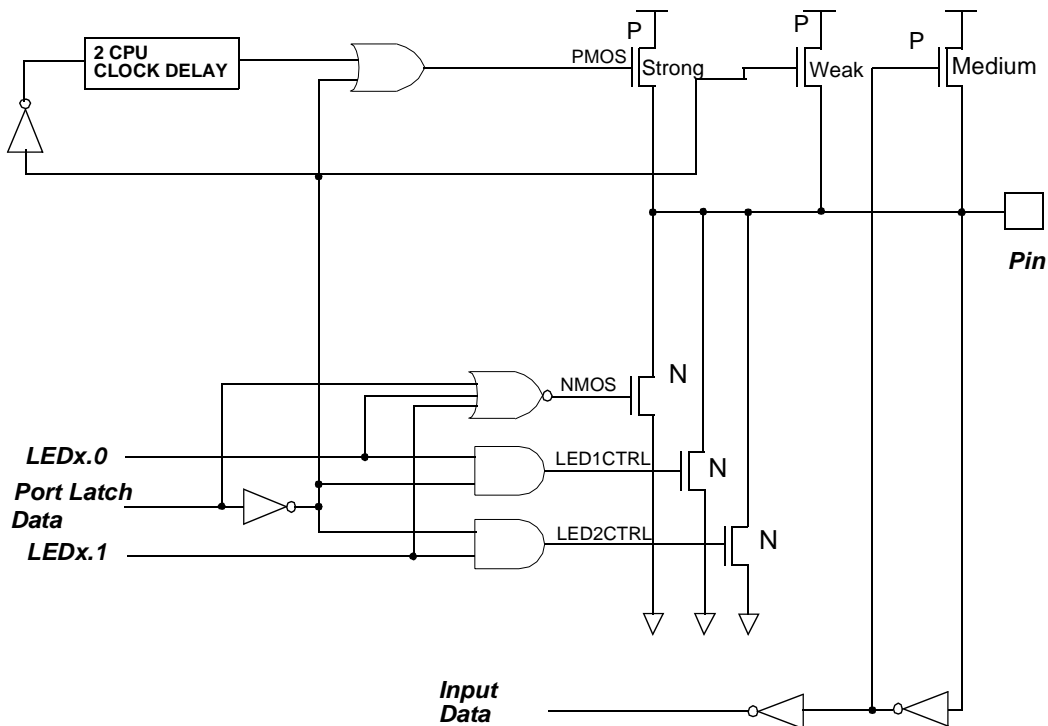 2 CPU
CLOCK DELAY
PMOS
P
Strong
P
Weak
P
Medium
Pin
NMOS
N
LEDx.0
LED1CTRL
N
Port Latch
Data
LEDx.1
LED2CTRL
N
Input
Data